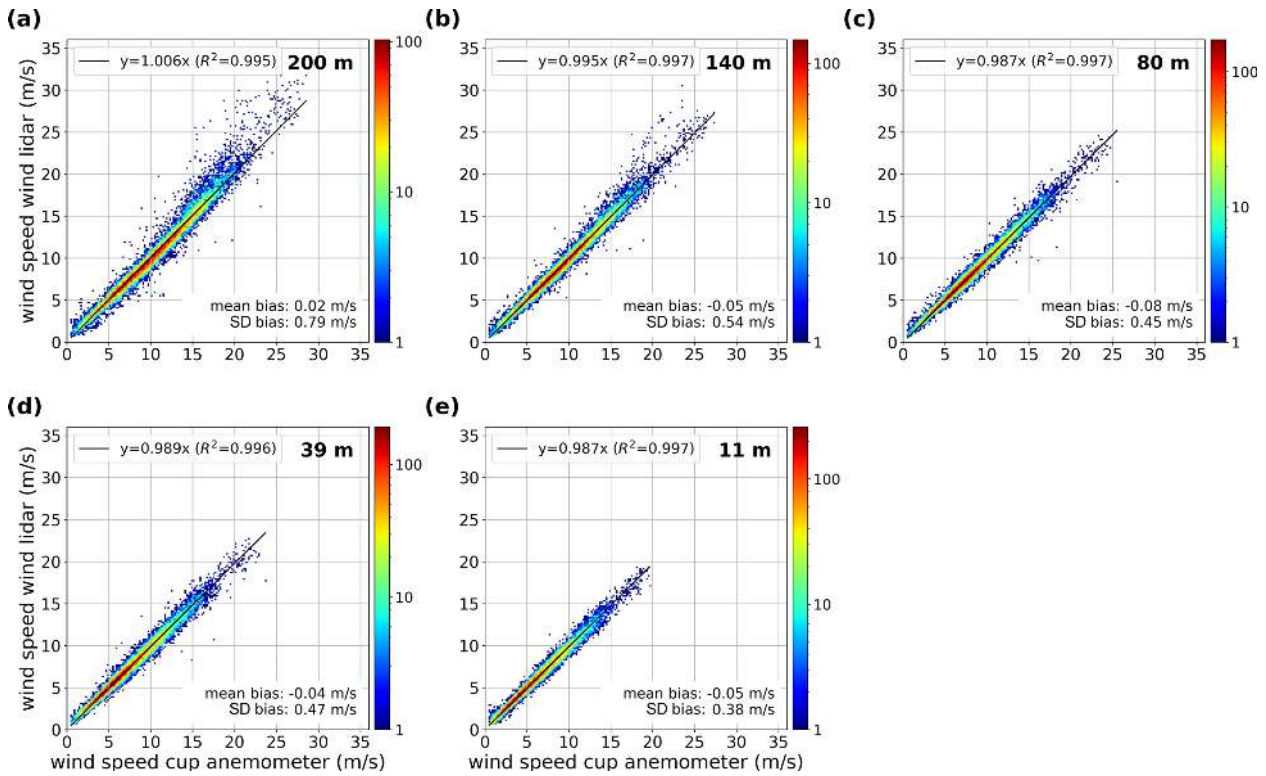 (a)
y=1.006x (R²=0.995)
200 m
mean bias: 0.02 m/s
SD bias: 0.79 m/s
wind speed wind lidar (m/s)
35
30
25
20
15
10
5
0
0 5 10 15 20 25 30 35
100
10
1
(b)
y=0.995x (R²=0.997)
140 m
mean bias: -0.05 m/s
SD bias: 0.54 m/s
35
30
25
20
15
10
5
0
0 5 10 15 20 25 30 35
100
10
1
(c)
y=0.987x (R²=0.997)
80 m
mean bias: -0.08 m/s
SD bias: 0.45 m/s
35
30
25
20
15
10
5
0
0 5 10 15 20 25 30 35
100
10
1
(d)
y=0.989x (R²=0.996)
39 m
mean bias: -0.04 m/s
SD bias: 0.47 m/s
wind speed wind lidar (m/s)
35
30
25
20
15
10
5
0
0 5 10 15 20 25 30 35
wind speed cup anemometer (m/s)
100
10
1
(e)
y=0.987x (R²=0.997)
11 m
mean bias: -0.05 m/s
SD bias: 0.38 m/s
35
30
25
20
15
10
5
0
0 5 10 15 20 25 30 35
wind speed cup anemometer (m/s)
100
10
1